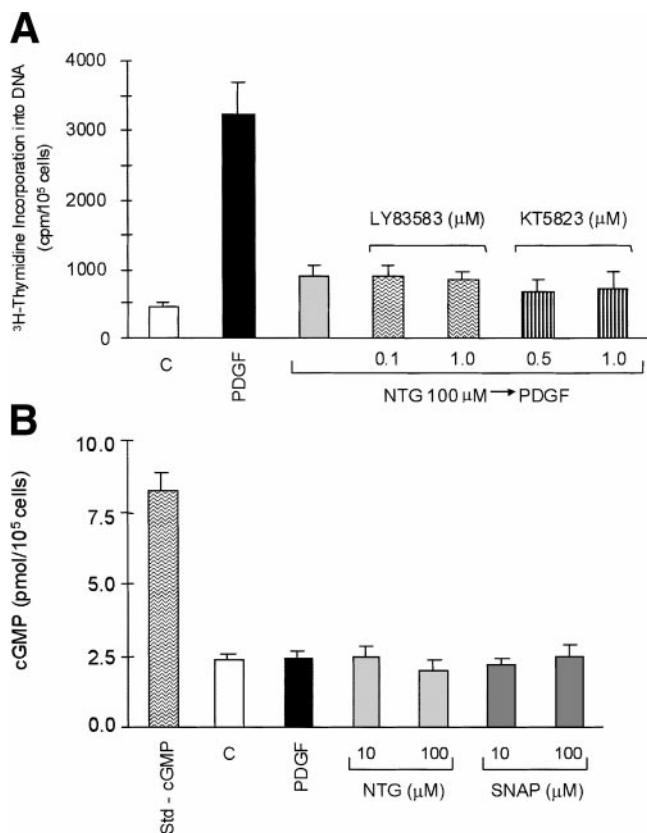 A
³H-Thymidine Incorporation into DNA
(cpm/10⁵ cells)
4000
3000
2000
1000
0
LY83583 (μM)
KT5823 (μM)
C
PDGF
0.1
1.0
0.5
1.0
NTG 100 μM → PDGF
B
cGMP (pmol/10⁵ cells)
10.0
7.5
5.0
2.5
0.0
Std - cGMP
C
PDGF
10
100
10
100
NTG (μM)
SNAP (μM)